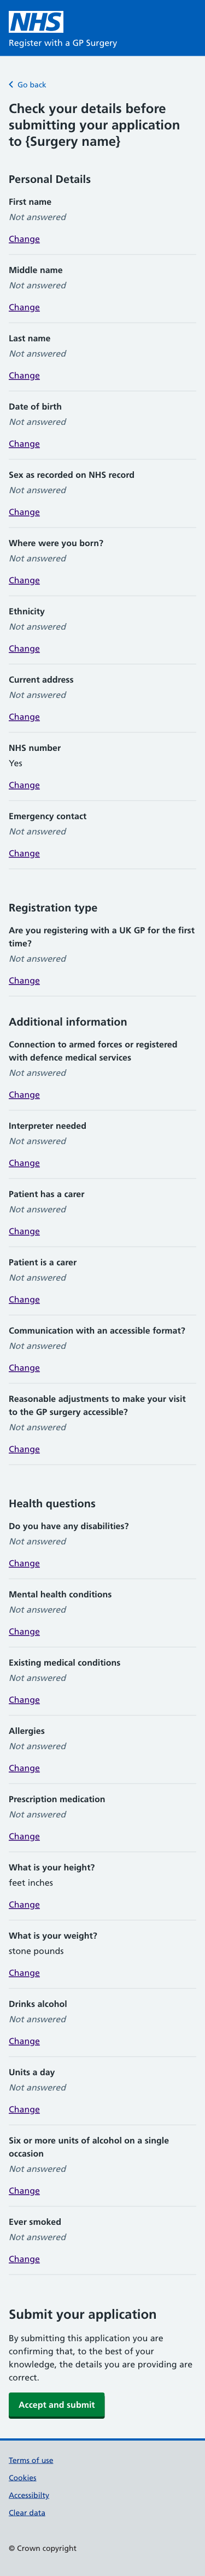 NHS
Register with a GP Surgery
Go back
Check your details before
submitting your application
to {Surgery name}
Personal Details
First name
Not answered
Change
Middle name
Not answered
Change
Last name
Not answered
Change
Date of birth
Not answered
Change
Sex as recorded on NHS record
Not answered
Change
Where were you born?
Not answered
Change
Ethnicity
Not answered
Change
Current address
Not answered
Change
NHS number
Yes
Change
Emergency contact
Not answered
Change
Registration type
Are you registering with a UK GP for the first
time?
Not answered
Change
Additional information
Connection to armed forces or registered
with defence medical services
Not answered
Change
Interpreter needed
Not answered
Change
Patient has a carer
Not answered
Change
Patient is a carer
Not answered
Change
Communication with an accessible format?
Not answered
Change
Reasonable adjustments to make your visit
to the GP surgery accessible?
Not answered
Change
Health questions
Do you have any disabilities?
Not answered
Change
Mental health conditions
Not answered
Change
Existing medical conditions
Not answered
Change
Allergies
Not answered
Change
Prescription medication
Not answered
Change
What is your height?
feet inches
Change
What is your weight?
stone pounds
Change
Drinks alcohol
Not answered
Change
Units a day
Not answered
Change
Six or more units of alcohol on a single
occasion
Not answered
Change
Ever smoked
Not answered
Change
Submit your application
By submitting this application you are
confirming that, to the best of your
knowledge, the details you are providing are
correct.
Accept and submit
Terms of use
Cookies
Accessibilty
Clear data
© Crown copyright